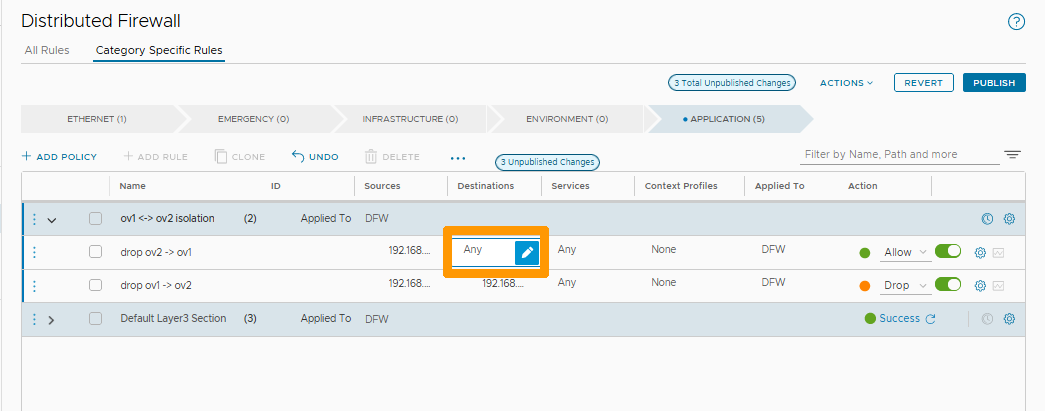 Distributed Firewall
All Rules Category Specific Rules
3 Total Unpublished Changes ACTIONS REVERT PUBLISH
ETHERNET (1) EMERGENCY (0) INFRASTRUCTURE (0) ENVIRONMENT (0) APPLICATION (5)
+ ADD POLICY + ADD RULE CLONE UNDO DELETE ... 3 Unpublished Changes Filter by Name, Path and more
Name ID Sources Destinations Services Context Profiles Applied To Action
ov1 <-> ov2 isolation (2) Applied To DFW
drop ov2 -> ov1 192.168.... Any Any None DFW Allow
drop ov1 -> ov2 192.168.... 192.168.... Any None DFW Drop
Default Layer3 Section (3) Applied To DFW Success